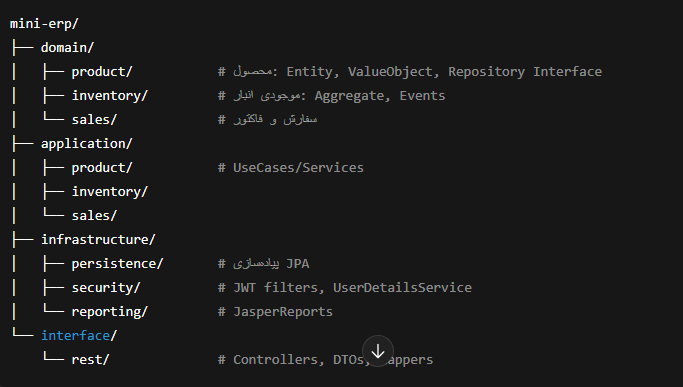 mini-erp/
├── domain/
│   ├── product/           # محصول: Entity, ValueObject, Repository Interface
│   ├── inventory/         # موجودی انبار: Aggregate, Events
│   └── sales/             # سفارش و فاکتور
├── application/
│   ├── product/           # UseCases/Services
│   ├── inventory/
│   └── sales/
├── infrastructure/
│   ├── persistence/       # پیاده‌سازی JPA
│   ├── security/          # JWT filters, UserDetailsService
│   └── reporting/         # JasperReports
└── interface/
    └── rest/              # Controllers, DTOs,